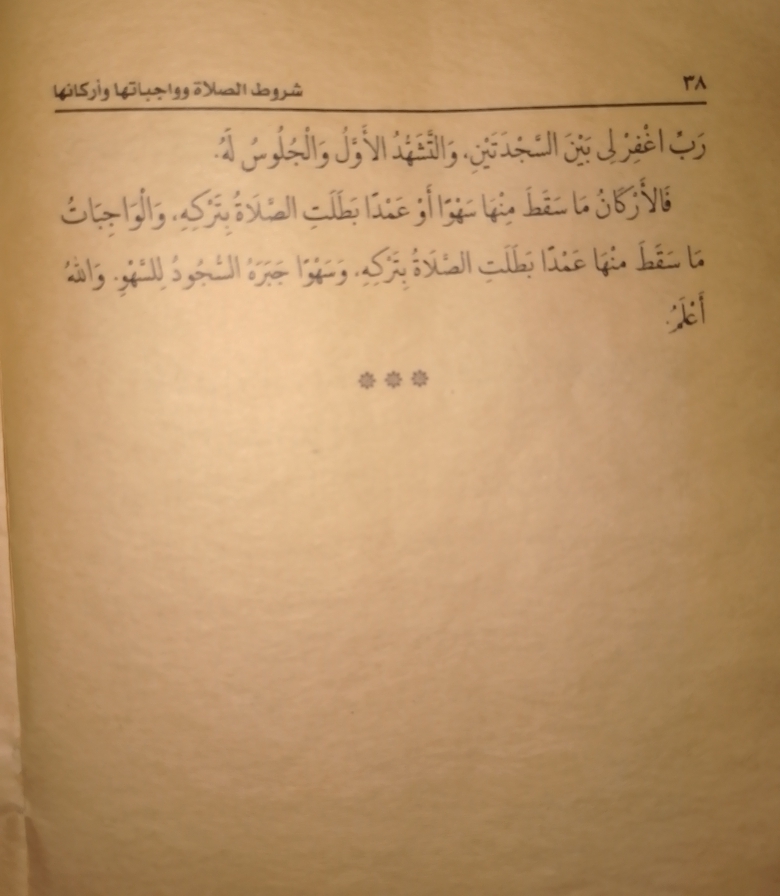 ٣٨
شروط الصلاة وواجباتها وأركانها
رَبِّ اغْفِرْ لِى بَيْنَ السَّجْدَتَيْنِ، وَالتَّشَهُّدُ الأَوَّلُ وَالْجُلُوسُ لَهُ.
فَالأَرْكَانُ مَا سَقَطَ مِنْهَا سَهْوًا أَوْ عَمْدًا بَطَلَتِ الصَّلَاةُ بِتَرْكِهِ، وَالْوَاجِبَاتُ
مَا سَقَطَ مِنْهَا عَمْدًا بَطَلَتِ الصَّلَاةُ بِتَرْكِهِ، وَسَهْوًا جَبَرَهُ السُّجُودُ لِلسَّهْوِ. وَاللهُ
أَعْلَمُ.